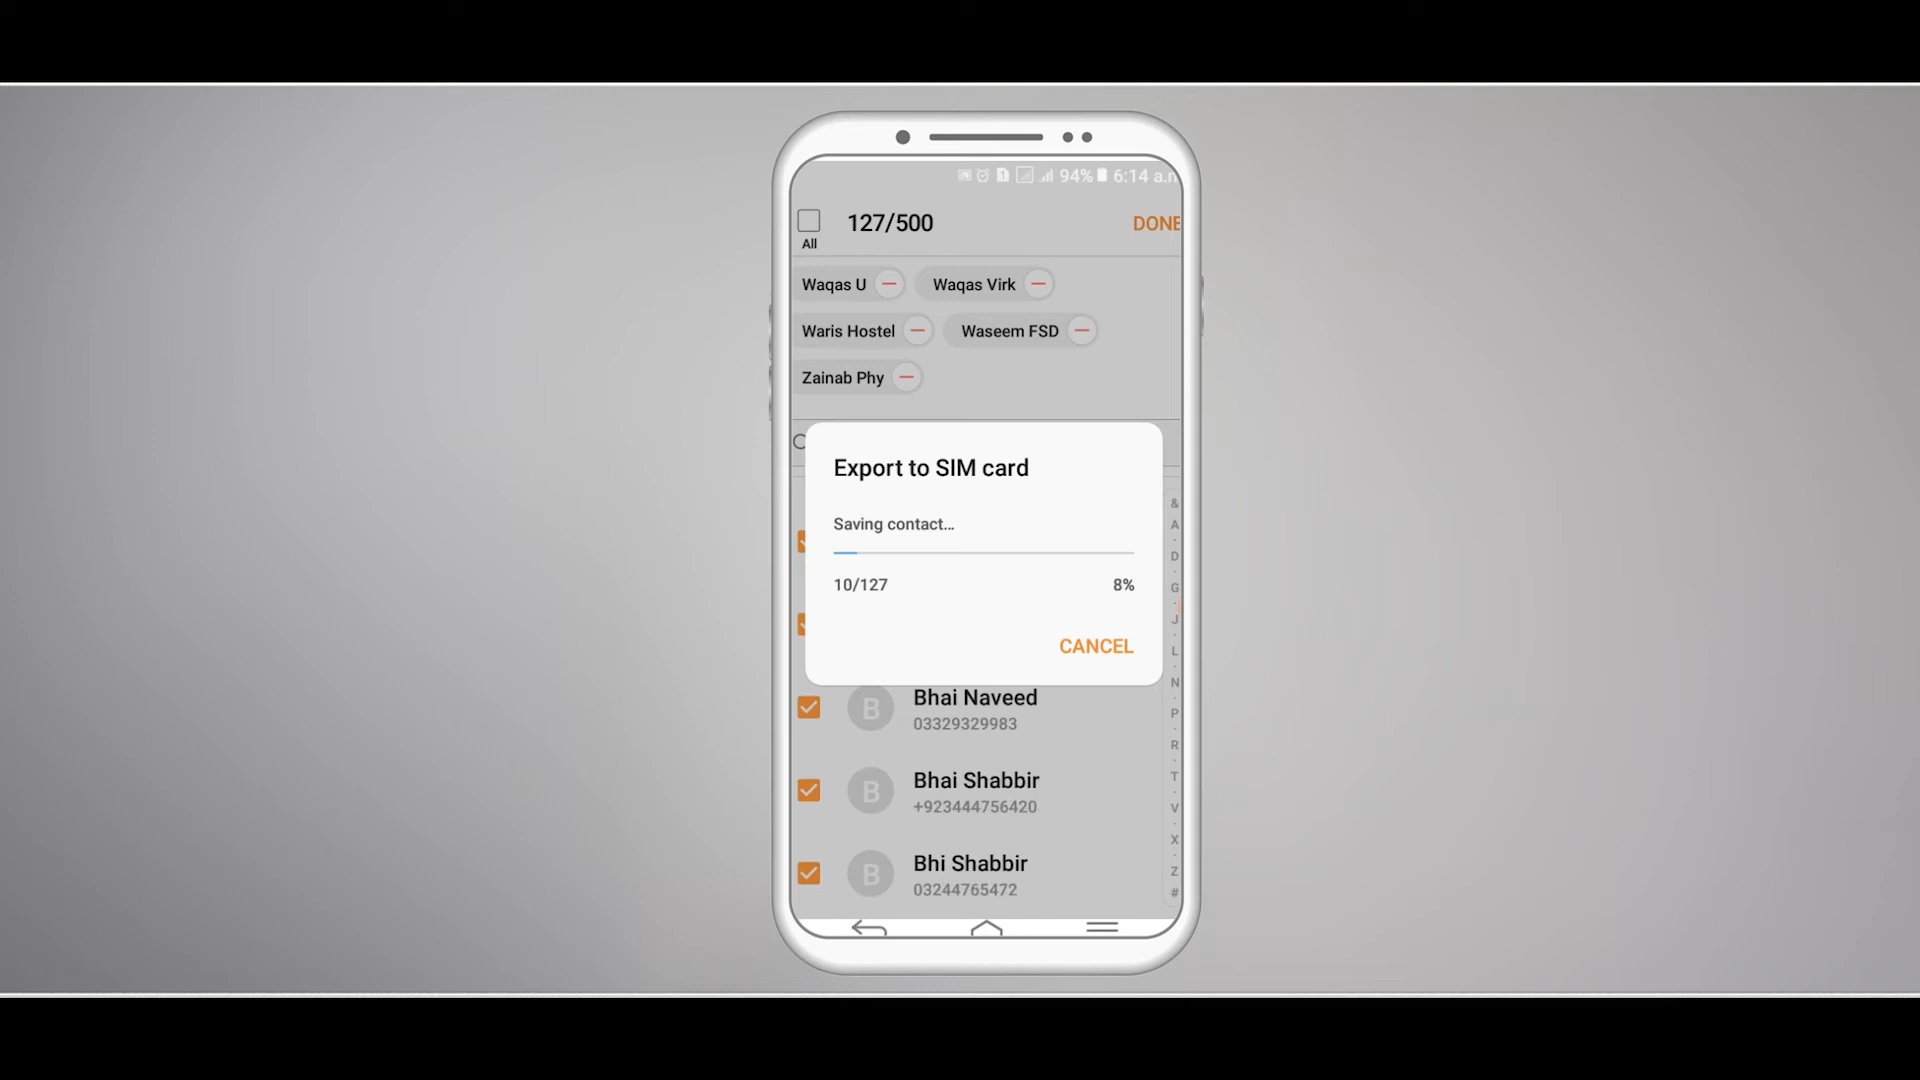 94% 6:14 a.m
127/500
DONE
All
Waqas U
Waqas Virk
Waris Hostel
Waseem FSD
Zainab Phy
Export to SIM card
Saving contact...
10/127
8%
CANCEL
Bhai Naveed
03329329983
Bhai Shabbir
+923444756420
Bhi Shabbir
03244765472
&
A
D
G
J
L
N
P
R
T
V
X
Z
#
B
B
B